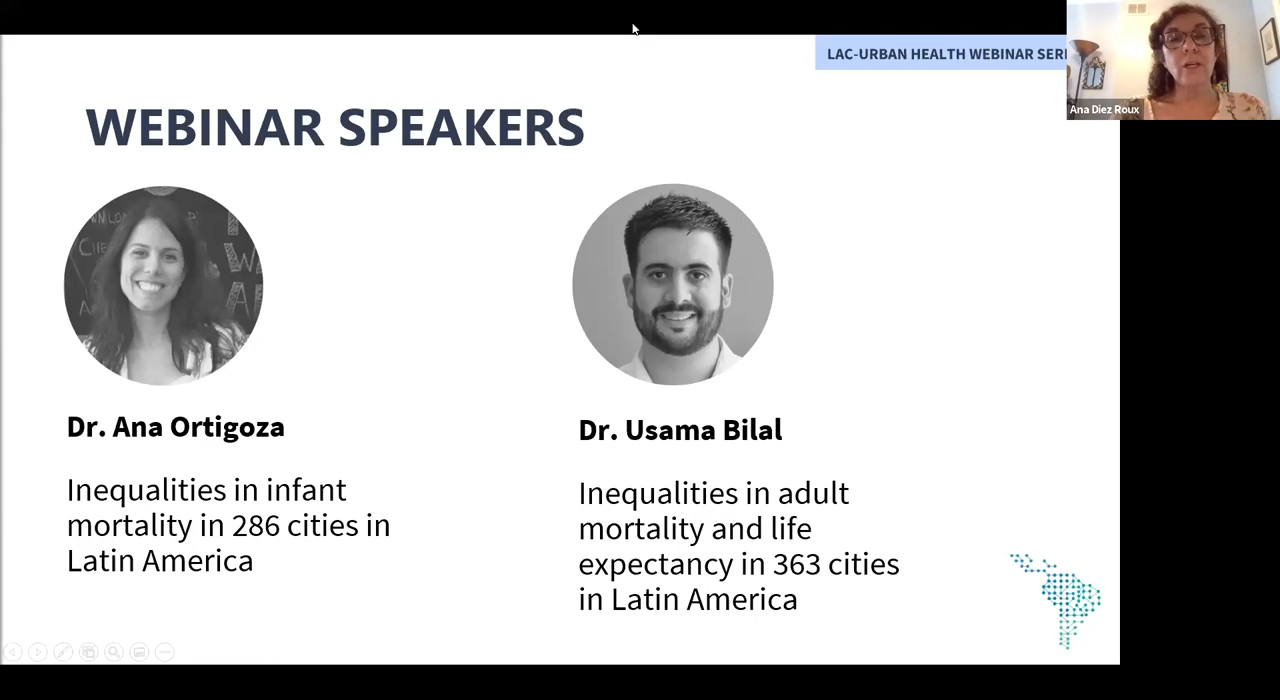 LAC-URBAN HEALTH WEBINAR SERI
Ana Diez Roux
WEBINAR SPEAKERS
Dr. Ana Ortigoza
Inequalities in infant
mortality in 286 cities in
Latin America
Dr. Usama Bilal
Inequalities in adult
mortality and life
expectancy in 363 cities
in Latin America